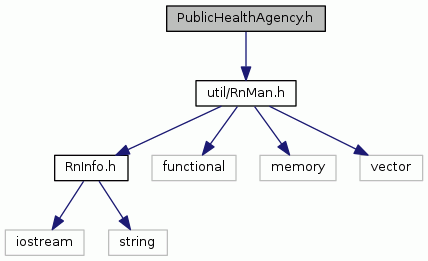 PublicHealthAgency.h
util/RnMan.h
RnInfo.h
functional
memory
vector
iostream
string